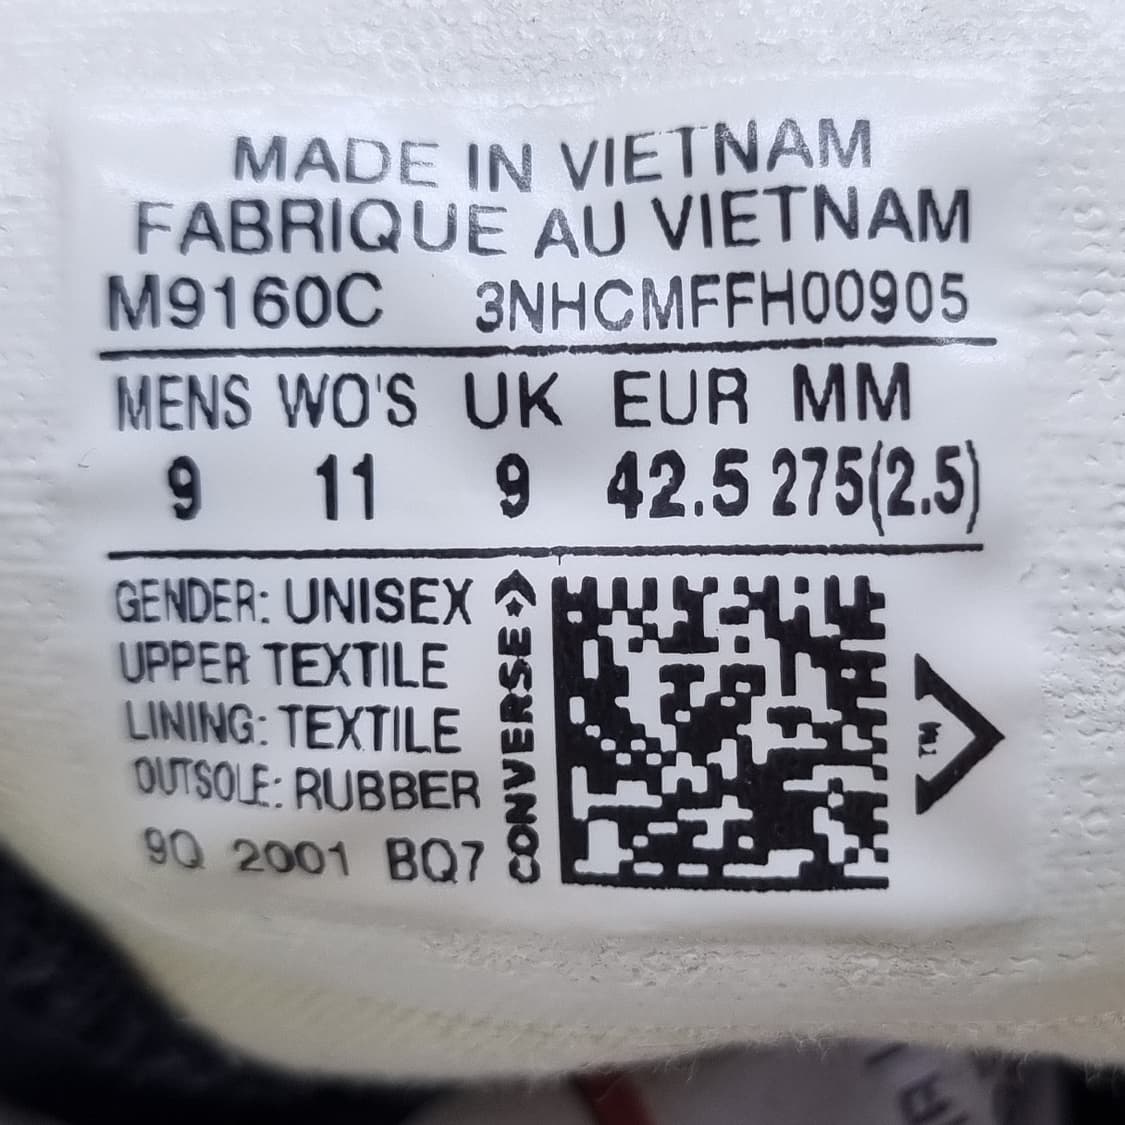 MADE IN VIETNAM
FABRIQUE AU VIETNAM
M9160C 3NHCMFFH00905
MENS WO'S UK EUR MM
9 11 9 42.5 275(2.5)
GENDER: UNISEX
UPPER TEXTILE
LINING: TEXTILE
OUTSOLE: RUBBER
9Q 2001 BQ7
CONVERSE
TM